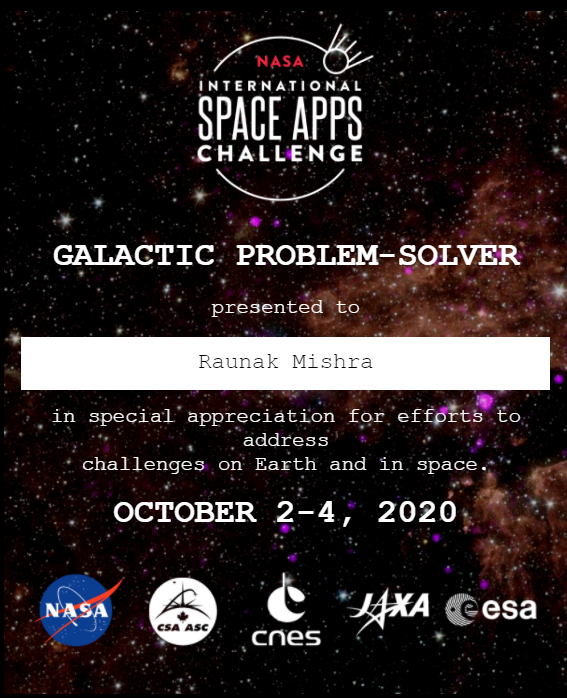 NASA
INTERNATIONAL
SPACE APPS
CHALLENGE
GALACTIC PROBLEM-SOLVER
presented to
Raunak Mishra
in special appreciation for efforts to
address
challenges on Earth and in space.
OCTOBER 2-4, 2020
NASA CSA ASC cnes JAXA esa